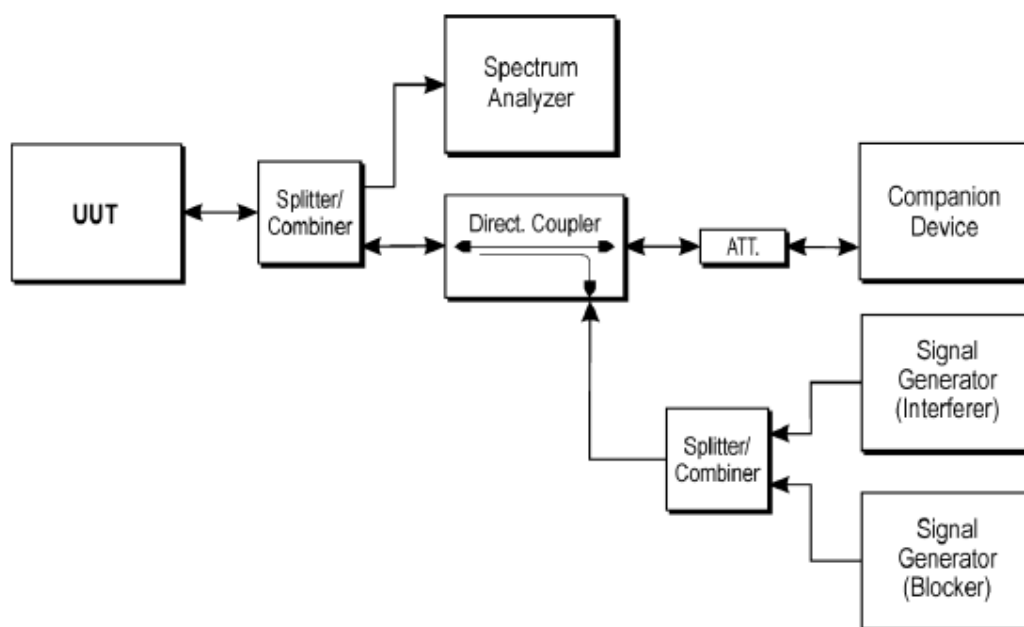 Spectrum
Analyzer
UUT
Splitter/
Combiner
Direct. Coupler
ATT.
Companion
Device
Signal
Generator
(Interferer)
Splitter/
Combiner
Signal
Generator
(Blocker)